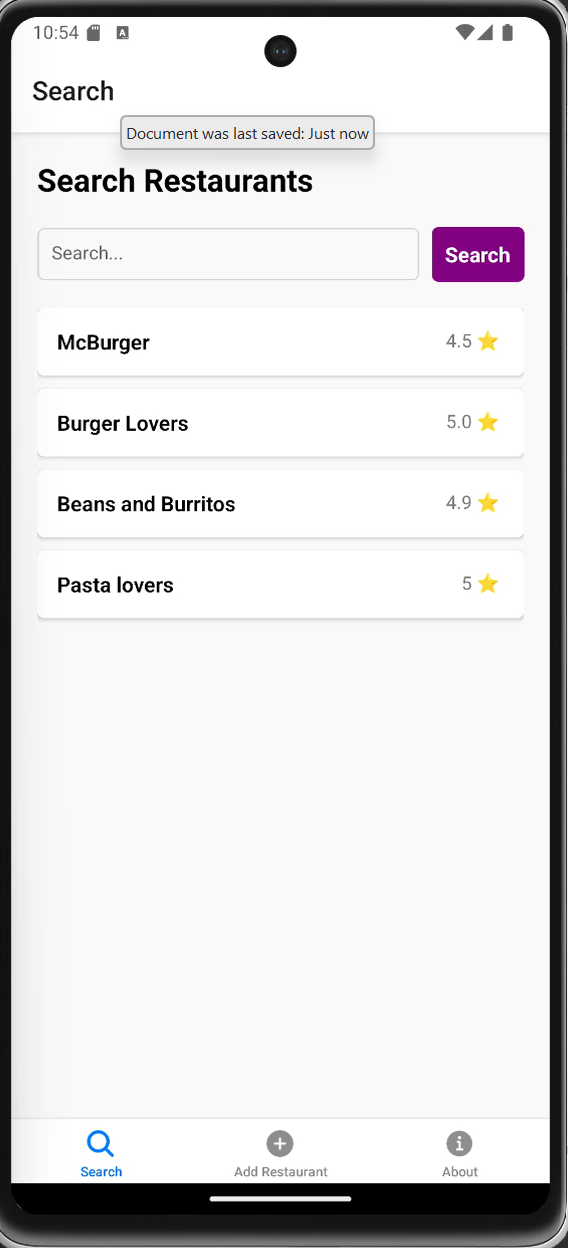 10:54
Search
Document was last saved: Just now
Search Restaurants
Search...
Search
McBurger
4.5 ⭐
Burger Lovers
5.0 ⭐
Beans and Burritos
4.9 ⭐
Pasta lovers
5 ⭐
Search
Add Restaurant
About